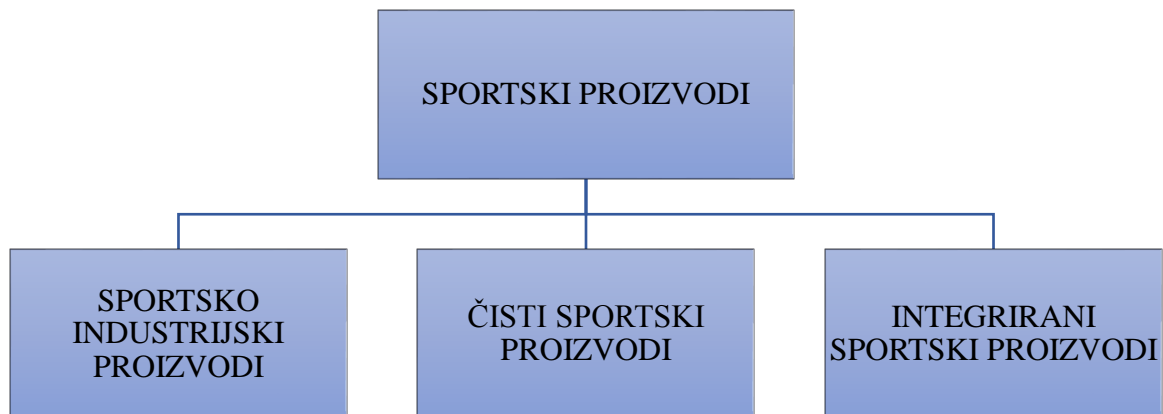 SPORTSKI PROIZVODI
SPORTSKO
INDUSTRIJSKI
PROIZVODI
ČISTI SPORTSKI
PROIZVODI
INTEGRIRANI
SPORTSKI PROIZVODI